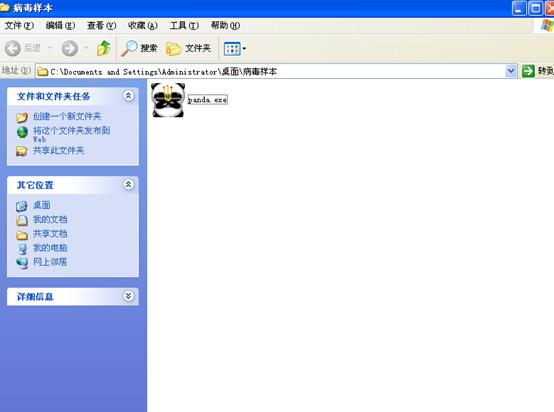 病毒样本
文件(F) 编辑(E) 查看(V) 收藏(A) 工具(T) 帮助(H)
后退 搜索 文件夹
地址(D) C:\Documents and Settings\Administrator\桌面\病毒样本 转到
文件和文件夹任务
创建一个新文件夹
将这个文件夹发布到
Web
共享此文件夹
其它位置
桌面
我的文档
共享文档
我的电脑
网上邻居
详细信息
panda.exe